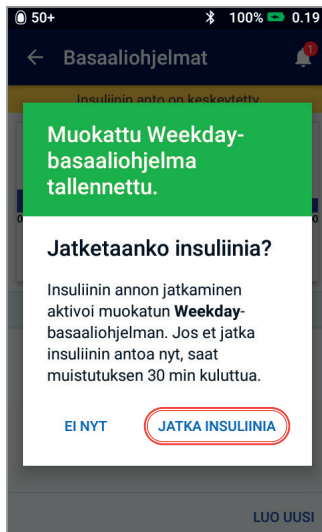 50+ 100% 0.19
Basaaliohjelmat 1
Insuliinin anto on keskeytetty
Muokattu Weekday-
basaaliohjelma
tallennettu.
Jatketaanko insuliinia?
Insuliinin annon jatkaminen
aktivoi muokatun Weekday-
basaaliohjelman. Jos et jatka
insuliinin antoa nyt, saat
muistutuksen 30 min kuluttua.
EI NYT JATKA INSULIINIA
LUO UUSI